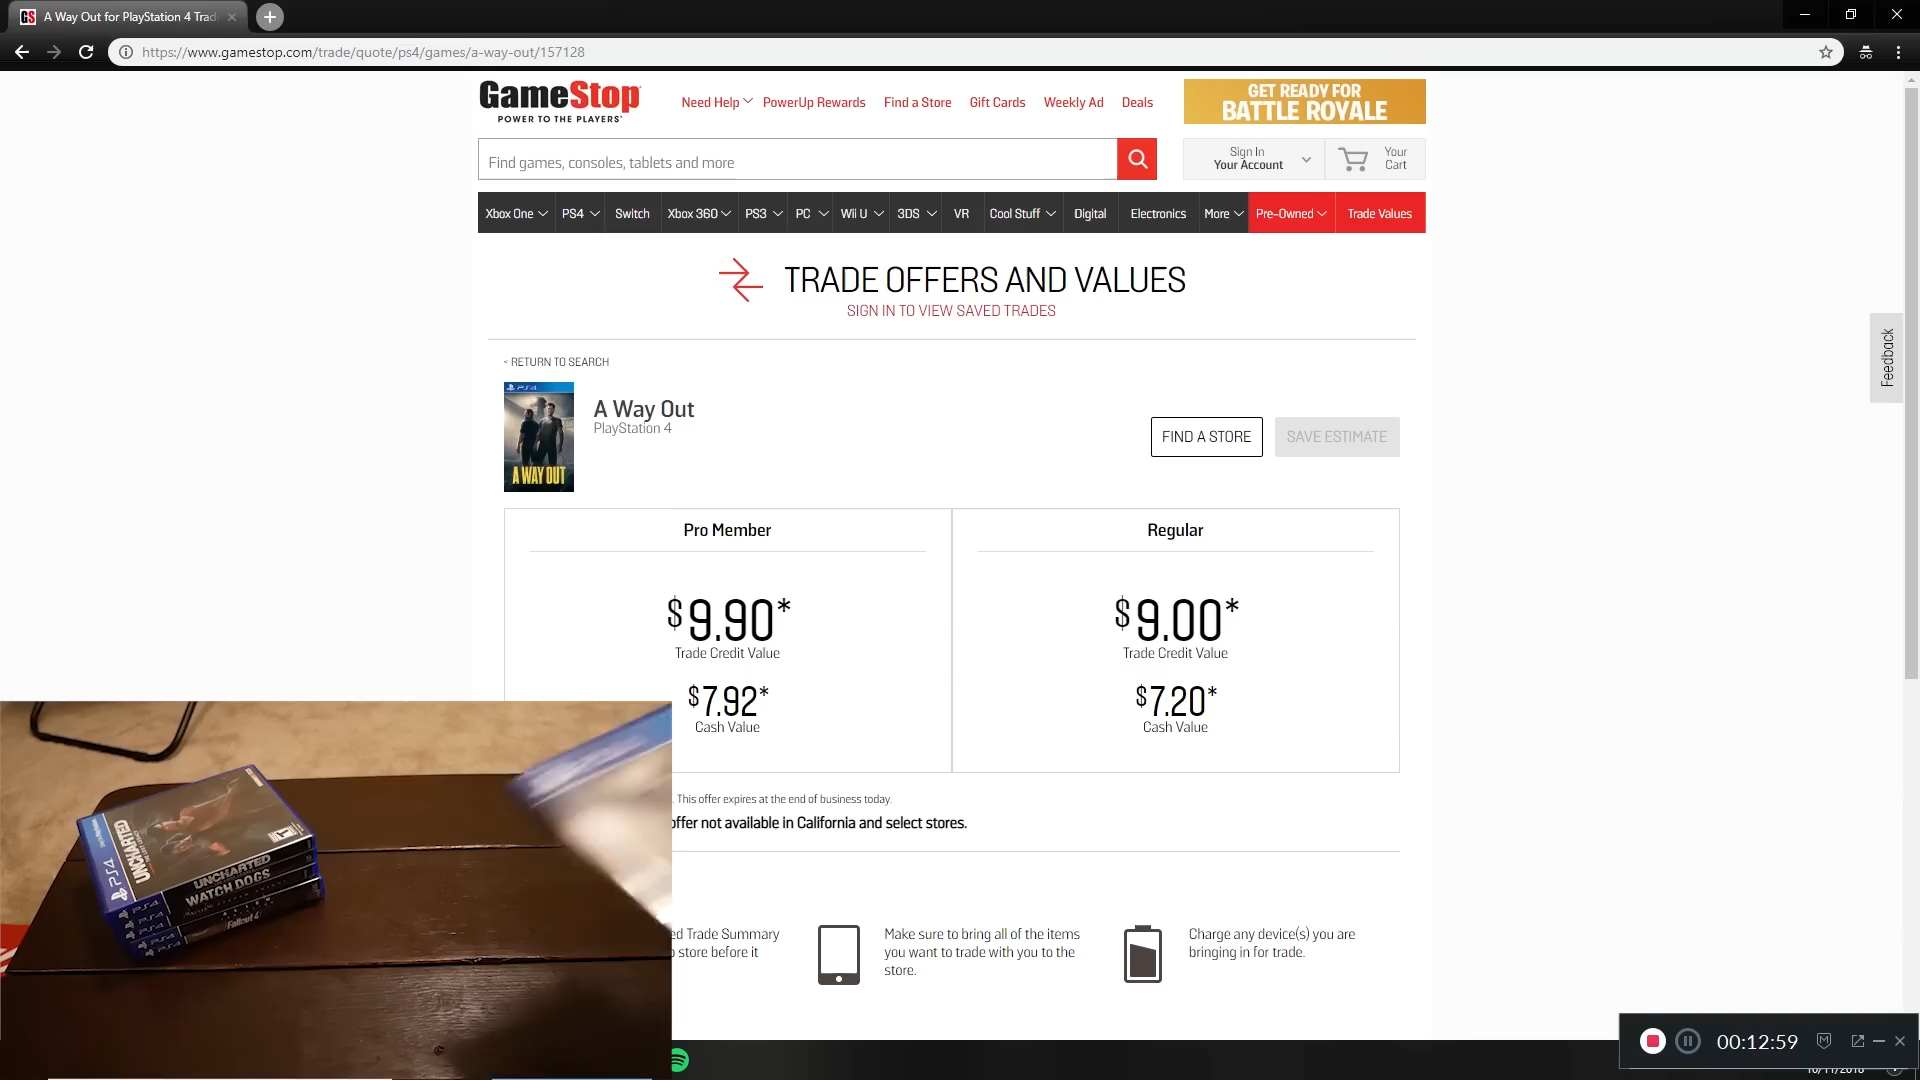 A Way Out for PlayStation 4 Trad
https://www.gamestop.com/trade/quote/ps4/games/a-way-out/157128
GameStop
POWER TO THE PLAYERS
Need Help PowerUp Rewards Find a Store Gift Cards Weekly Ad Deals
GET READY FOR
BATTLE ROYALE
Find games, consoles, tablets and more
Sign In
Your Account
Your
Cart
Xbox One PS4 Switch Xbox 360 PS3 PC Wii U 3DS VR Cool Stuff Digital Electronics More Pre-Owned Trade Values
TRADE OFFERS AND VALUES
SIGN IN TO VIEW SAVED TRADES
Feedback
< RETURN TO SEARCH
PS4
A WAY OUT
A Way Out
PlayStation 4
FIND A STORE
SAVE ESTIMATE
Pro Member
$9.90*
Trade Credit Value
$7.92*
Cash Value
Regular
$9.00*
Trade Credit Value
$7.20*
Cash Value
. This offer expires at the end of business today.
offer not available in California and select stores.
ed Trade Summary
store before it
Make sure to bring all of the items
you want to trade with you to the
store.
Charge any device(s) you are
bringing in for trade.
PS4
UNCHARTED
UNCHARTED
PS4
WATCH DOGS
PS4
PS4
ALIEN
PS4
Fallout 4
00:12:59